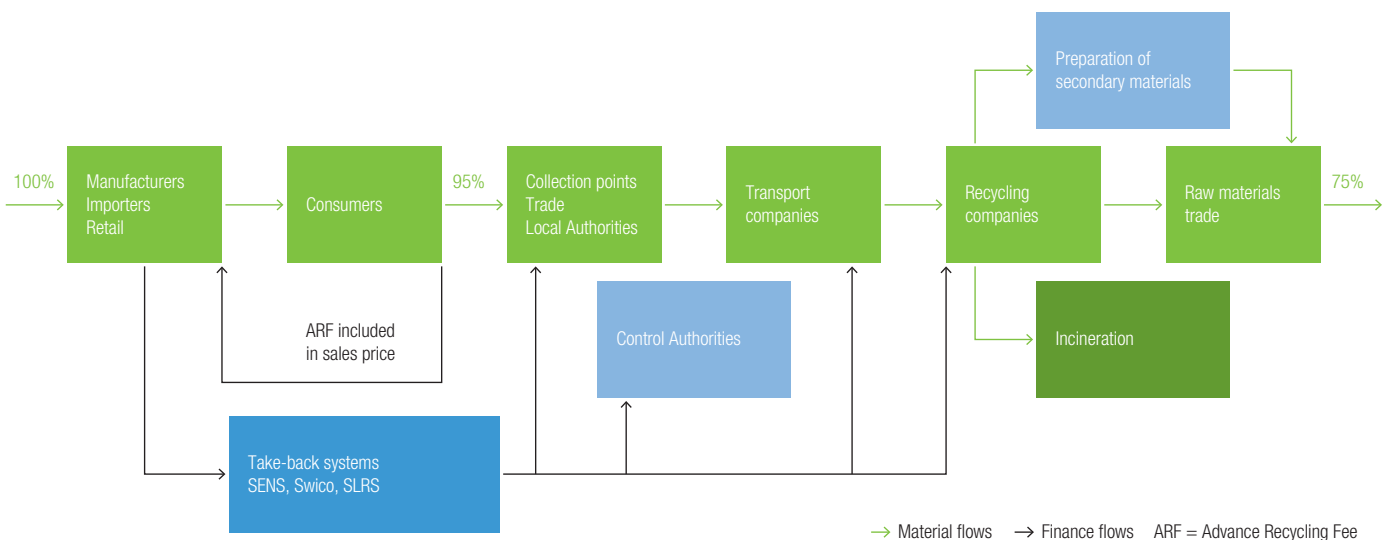 Preparation of
secondary materials
100%
Manufacturers
Importers
Retail
Consumers
95%
Collection points
Trade
Local Authorities
Transport
companies
Recycling
companies
Raw materials
trade
75%
ARF included
in sales price
Control Authorities
Incineration
Take-back systems
SENS, Swico, SLRS
Material flows
Finance flows
ARF = Advance Recycling Fee